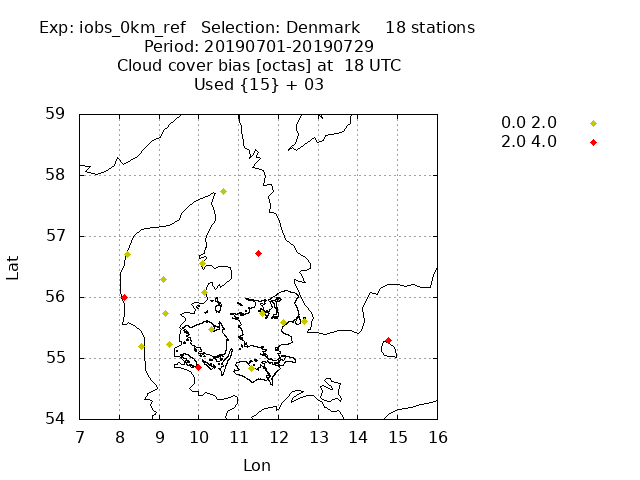 Exp: iobs_0km_ref   Selection: Denmark     18 stations
Period: 20190701-20190729
Cloud cover bias [octas] at  18 UTC
Used {15} + 03
0.0 2.0
2.0 4.0
59
58
57
56
55
54
Lat
7 8 9 10 11 12 13 14 15 16
Lon